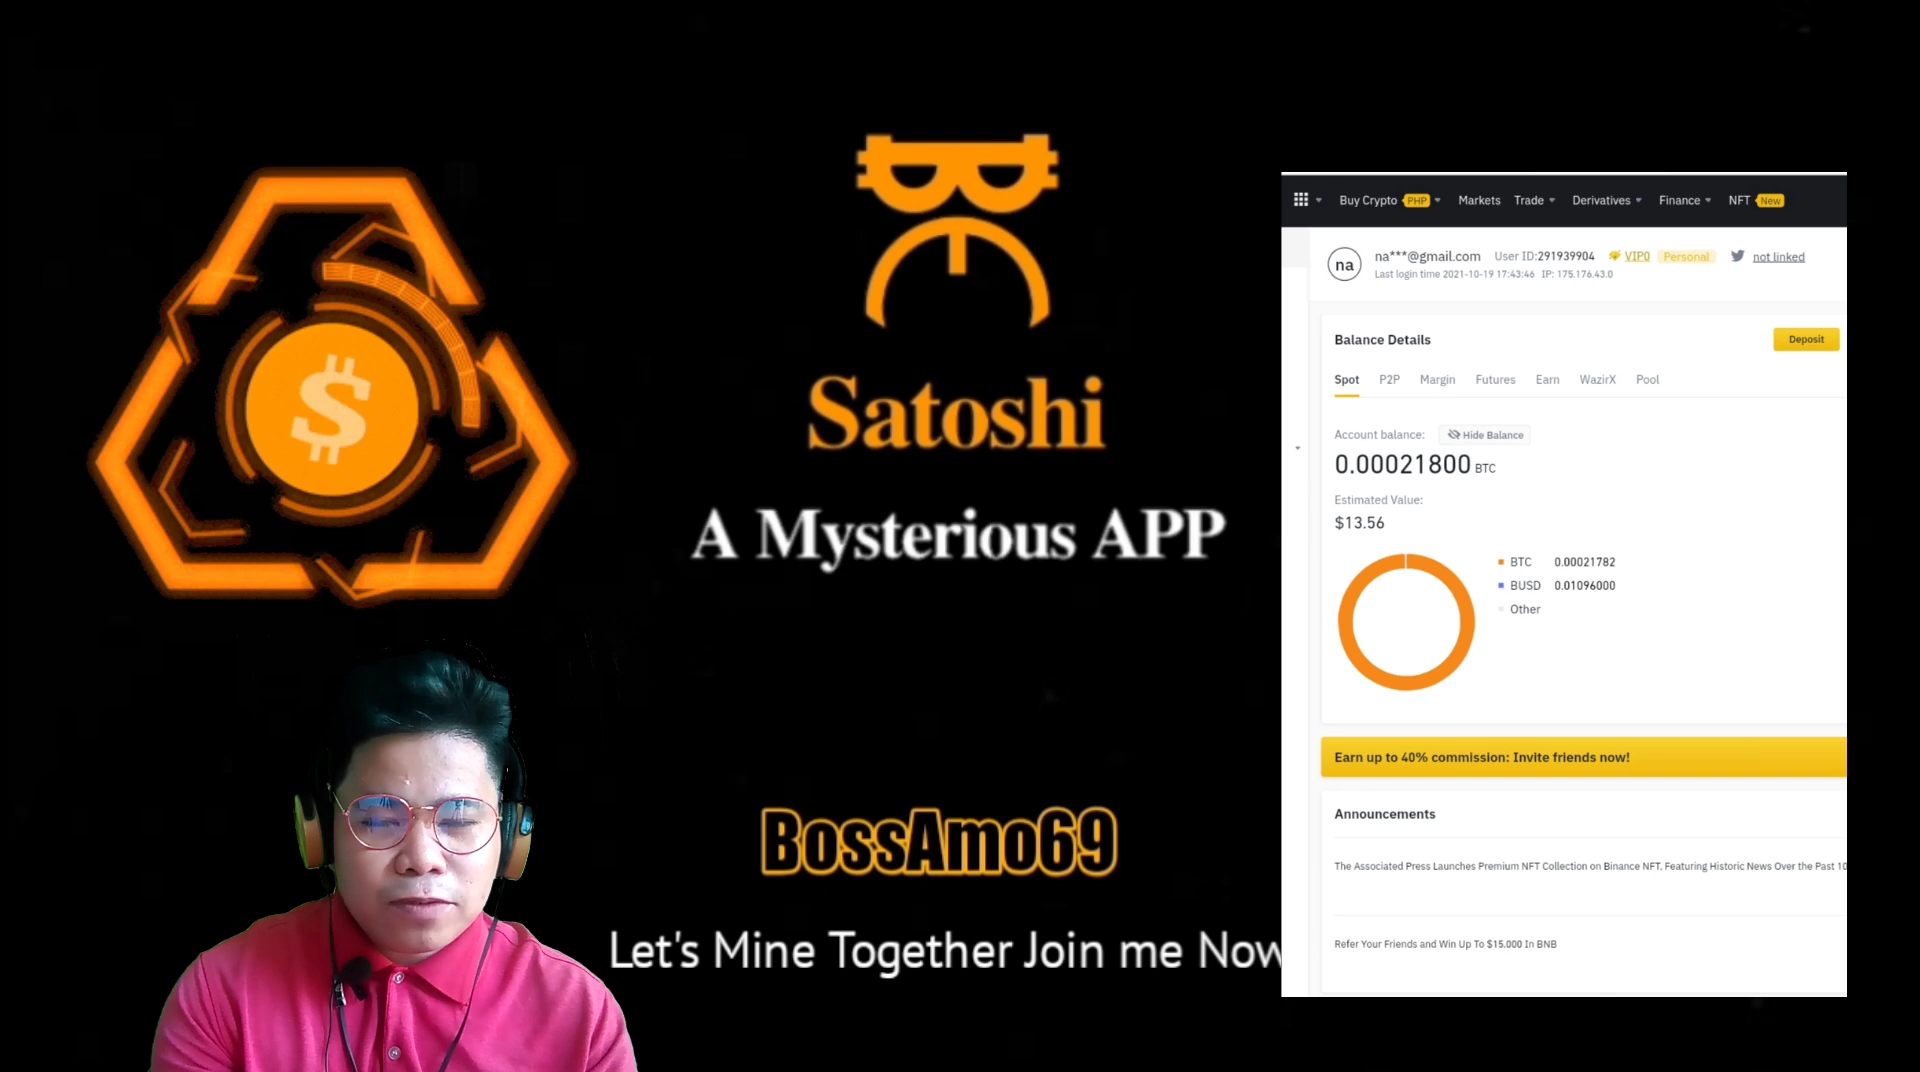 Satoshi
A Mysterious APP
BossAmo69
Let's Mine Together Join me Now
Buy Crypto PHP Markets Trade Derivatives Finance NFT New
na na***@gmail.com User ID:291939904 VIP0 Personal not linked
Last login time 2021-10-19 17:43:46 IP: 175.176.43.0
Balance Details Deposit
Spot P2P Margin Futures Earn WazirX Pool
Account balance: Hide Balance
0.00021800 BTC
Estimated Value:
$13.56
BTC 0.00021782
BUSD 0.01096000
Other
Earn up to 40% commission: Invite friends now!
Announcements
The Associated Press Launches Premium NFT Collection on Binance NFT, Featuring Historic News Over the Past 10
Refer Your Friends and Win Up To $15,000 In BNB